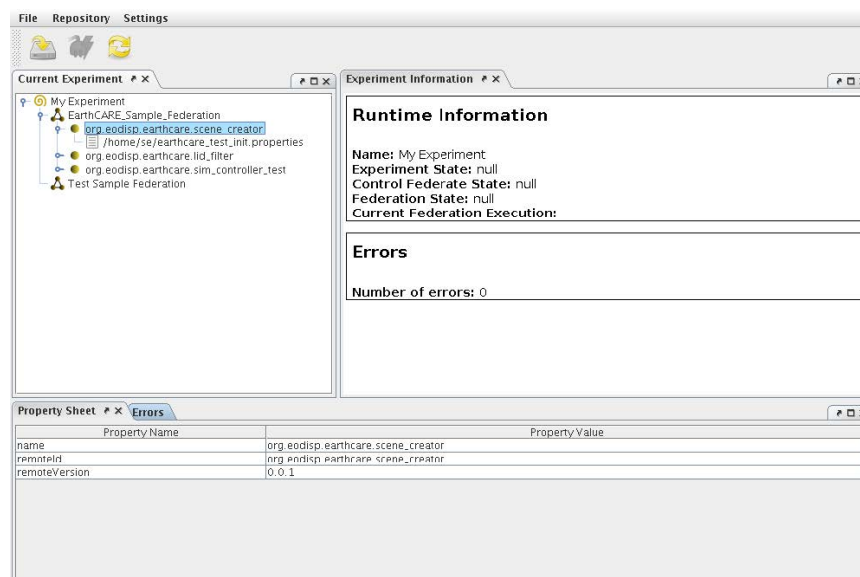 File Repository Settings
Current Experiment
My Experiment
EarthCARE_Sample_Federation
org.eodisp.earthcare.scene_creator
/home/se/earthcare_test_init.properties
org.eodisp.earthcare.lid_filter
org.eodisp.earthcare.sim_controller_test
Test Sample Federation
Experiment Information
Runtime Information
Name: My Experiment
Experiment State: null
Control Federate State: null
Federation State: null
Current Federation Execution:
Errors
Number of errors: 0
Property Sheet Errors
Property Name Property Value
name org.eodisp.earthcare.scene_creator
remoteId org.eodisp.earthcare.scene_creator
remoteVersion 0.0.1